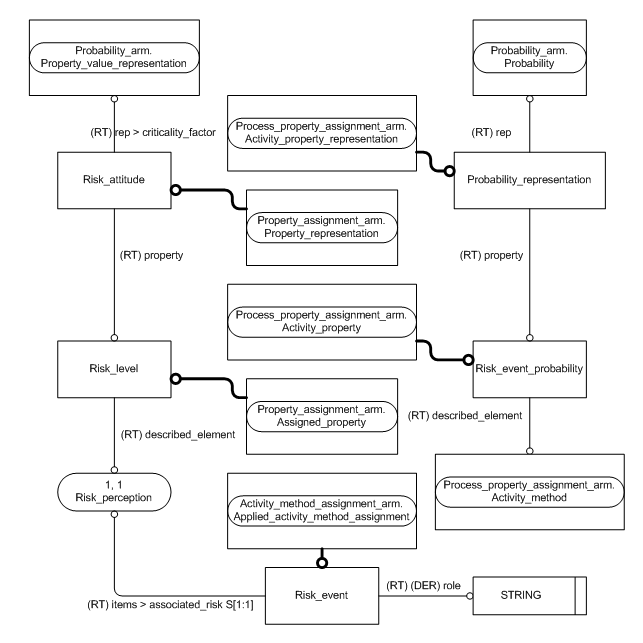 Probability_arm.
Property_value_representation
Probability_arm.
Probability
(RT) rep > criticality_factor
Process_property_assignment_arm.
Activity_property_representation
(RT) rep
Risk_attitude
Probability_representation
Property_assignment_arm.
Property_representation
(RT) property
(RT) property
Process_property_assignment_arm.
Activity_property
Risk_level
Risk_event_probability
Property_assignment_arm.
Assigned_property
(RT) described_element
(RT) described_element
1, 1
Risk_perception
Process_property_assignment_arm.
Activity_method
Activity_method_assignment_arm.
Applied_activity_method_assignment
(RT) items > associated_risk S[1:1]
Risk_event
(RT) (DER) role
STRING